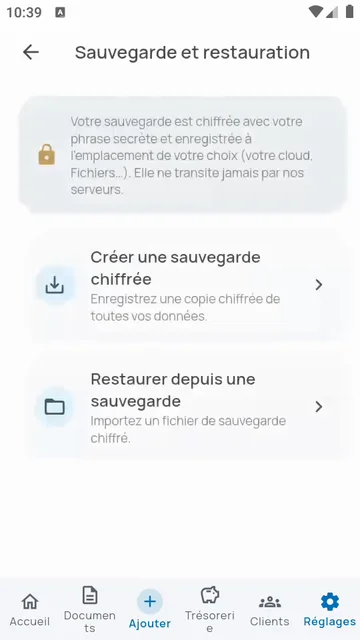 10:39
A
Sauvegarde et restauration
Votre sauvegarde est chiffrée avec votre
phrase secrète et enregistrée à
l'emplacement de votre choix (votre cloud,
Fichiers…). Elle ne transite jamais par nos
serveurs.
Créer une sauvegarde
chiffrée
Enregistrez une copie chiffrée de
toutes vos données.
Restaurer depuis une
sauvegarde
Importez un fichier de sauvegarde
chiffré.
Accueil
Documen
ts
Ajouter
Trésoreri
e
Clients
Réglages